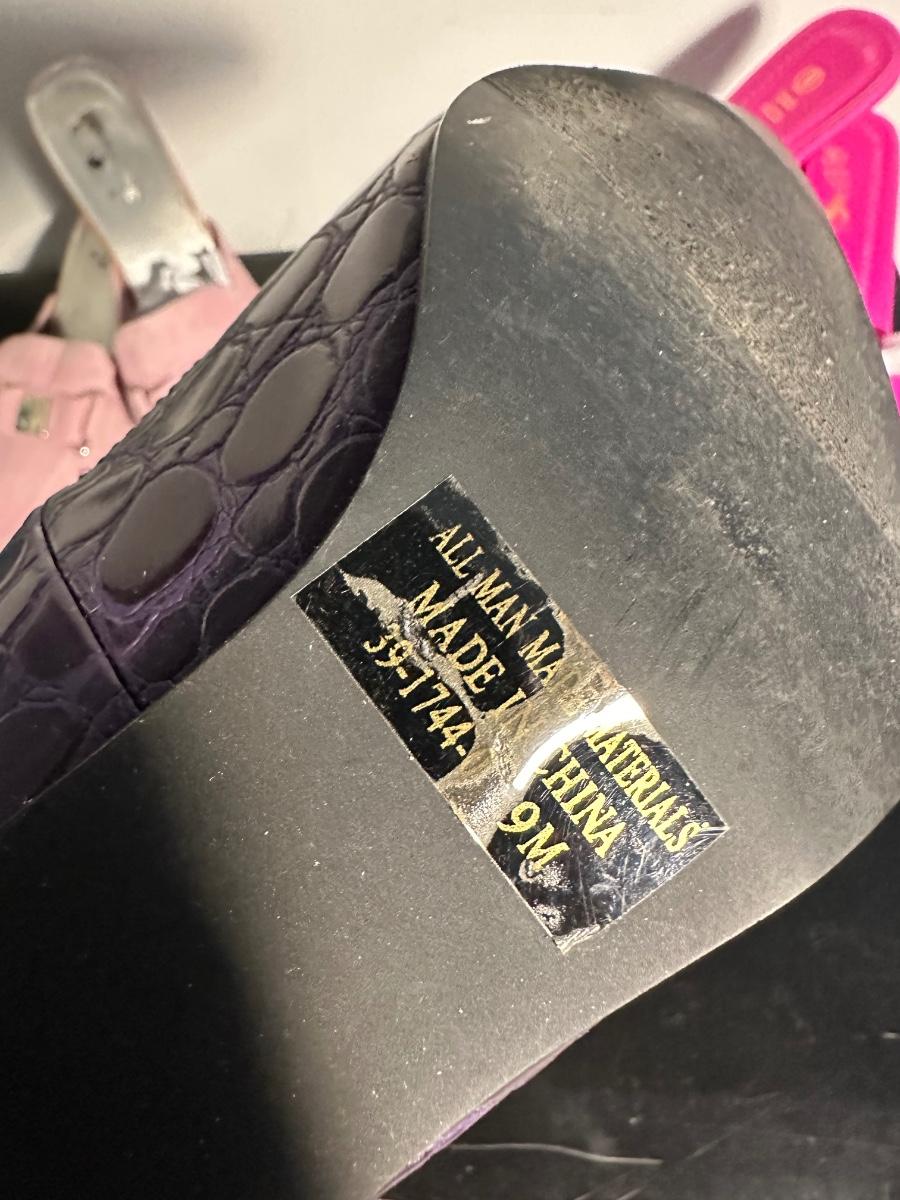 ALL MAN MA MATERIALS
MADE I CHINA
39-1744- 9M